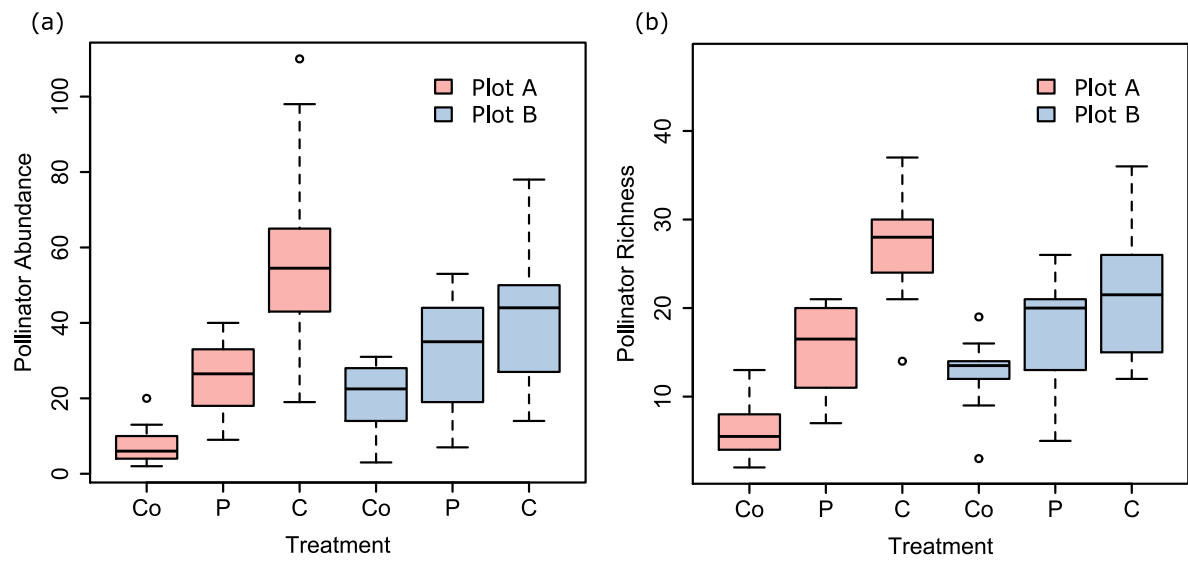 (a)
Pollinator Abundance
100
80
60
40
20
0
Plot A
Plot B
Co P C Co P C
Treatment
(b)
Pollinator Richness
40
30
20
10
Plot A
Plot B
Co P C Co P C
Treatment